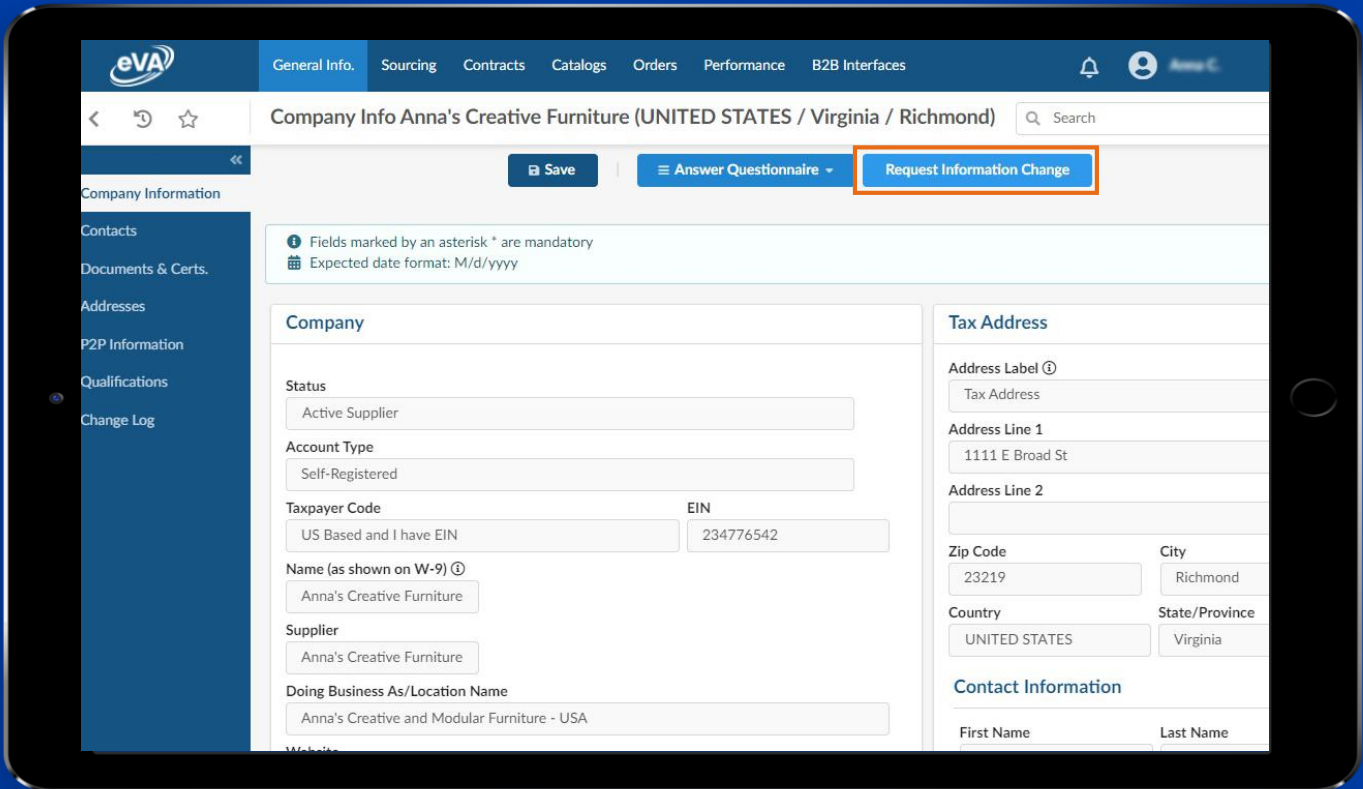 eVA
General Info. Sourcing Contracts Catalogs Orders Performance B2B Interfaces
Company Info Anna's Creative Furniture (UNITED STATES / Virginia / Richmond) Search
Save Answer Questionnaire Request Information Change
Company Information
Contacts
Documents & Certs.
Addresses
P2P Information
Qualifications
Change Log
Fields marked by an asterisk * are mandatory
Expected date format: M/d/yyyy
Company
Status
Active Supplier
Account Type
Self-Registered
Taxpayer Code EIN
US Based and I have EIN 234776542
Name (as shown on W-9)
Anna's Creative Furniture
Supplier
Anna's Creative Furniture
Doing Business As/Location Name
Anna's Creative and Modular Furniture - USA
Website
Tax Address
Address Label
Tax Address
Address Line 1
1111 E Broad St
Address Line 2
Zip Code City
23219 Richmond
Country State/Province
UNITED STATES Virginia
Contact Information
First Name Last Name